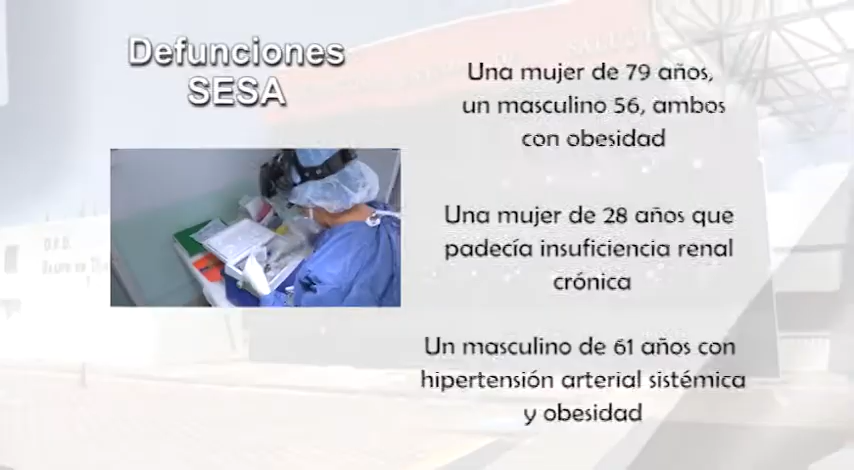 Defunciones
SESA
Una mujer de 79 años,
un masculino 56, ambos
con obesidad
Una mujer de 28 años que
padecía insuficiencia renal
crónica
Un masculino de 61 años con
hipertensión arterial sistémica
y obesidad